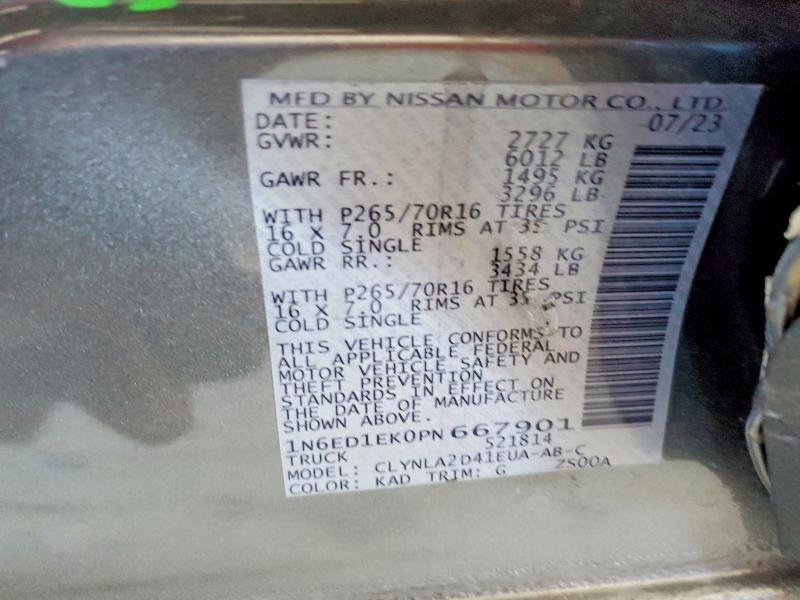 MFD BY NISSAN MOTOR CO., LTD.
DATE: 07/23
GVWR: 2727 KG
6012 LB
GAWR FR.: 1495 KG
3296 LB
WITH P265/70R16 TIRES
16 X 7.0 RIMS AT 35 PSI
COLD SINGLE
GAWR RR.: 1558 KG
3434 LB
WITH P265/70R16 TIRES
16 X 7.0 RIMS AT 35 PSI
COLD SINGLE
THIS VEHICLE CONFORMS TO
ALL APPLICABLE FEDERAL
MOTOR VEHICLE SAFETY AND
THEFT PREVENTION
STANDARDS IN EFFECT ON
THE DATE OF MANUFACTURE
SHOWN ABOVE.
1N6ED1EK0PN667901
TRUCK 521814
MODEL: CLYNLA2D41EUA-AB-C
COLOR: KAD TRIM: G ZS00A